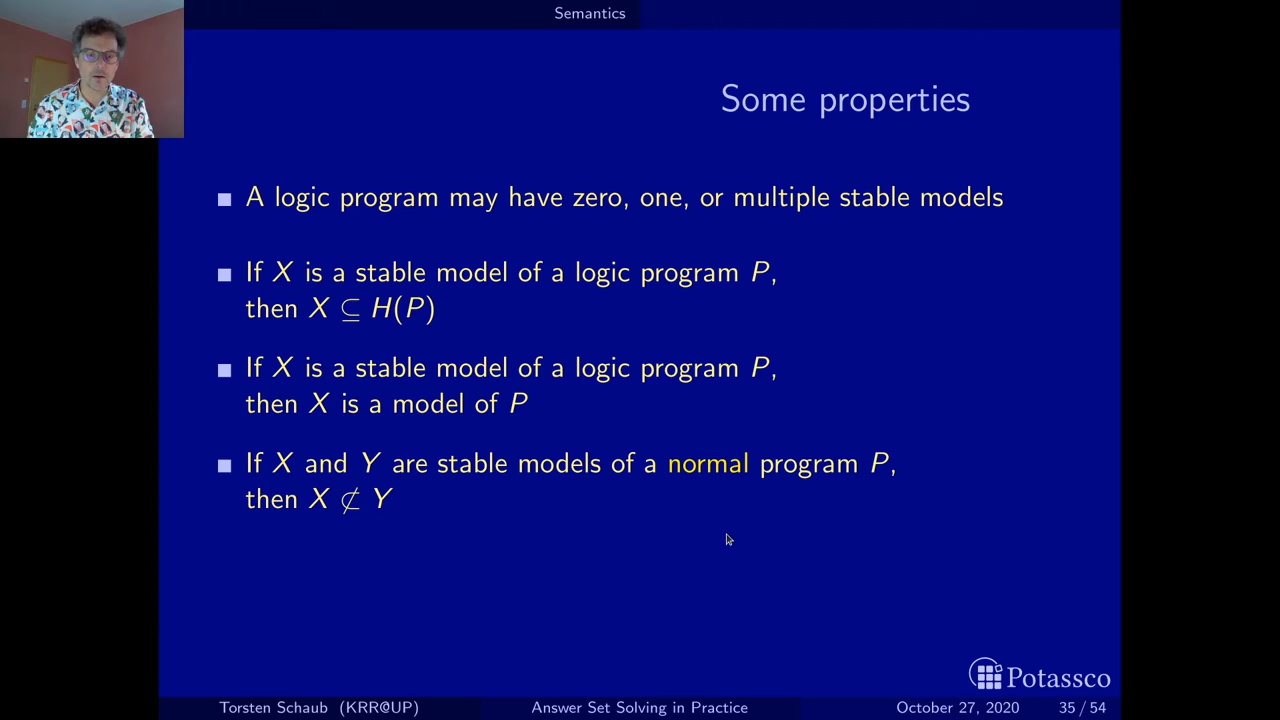 Semantics
Some properties
A logic program may have zero, one, or multiple stable models
If X is a stable model of a logic program P,
then X ⊆ H(P)
If X is a stable model of a logic program P,
then X is a model of P
If X and Y are stable models of a normal program P,
then X ⊄ Y
Potassco
Torsten Schaub (KRR@UP) Answer Set Solving in Practice October 27, 2020 35 / 54